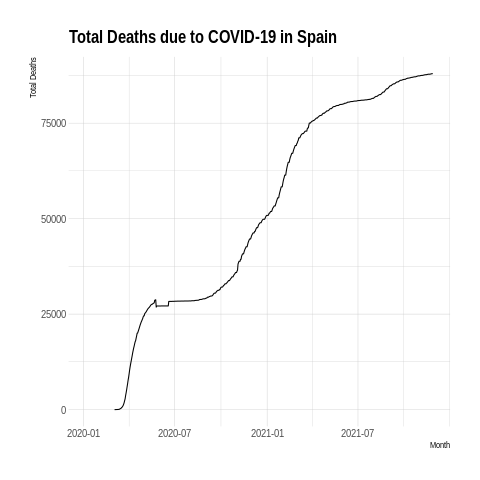 Total Deaths due to COVID-19 in Spain
Total Deaths
75000
50000
25000
0
2020-01 2020-07 2021-01 2021-07
Month